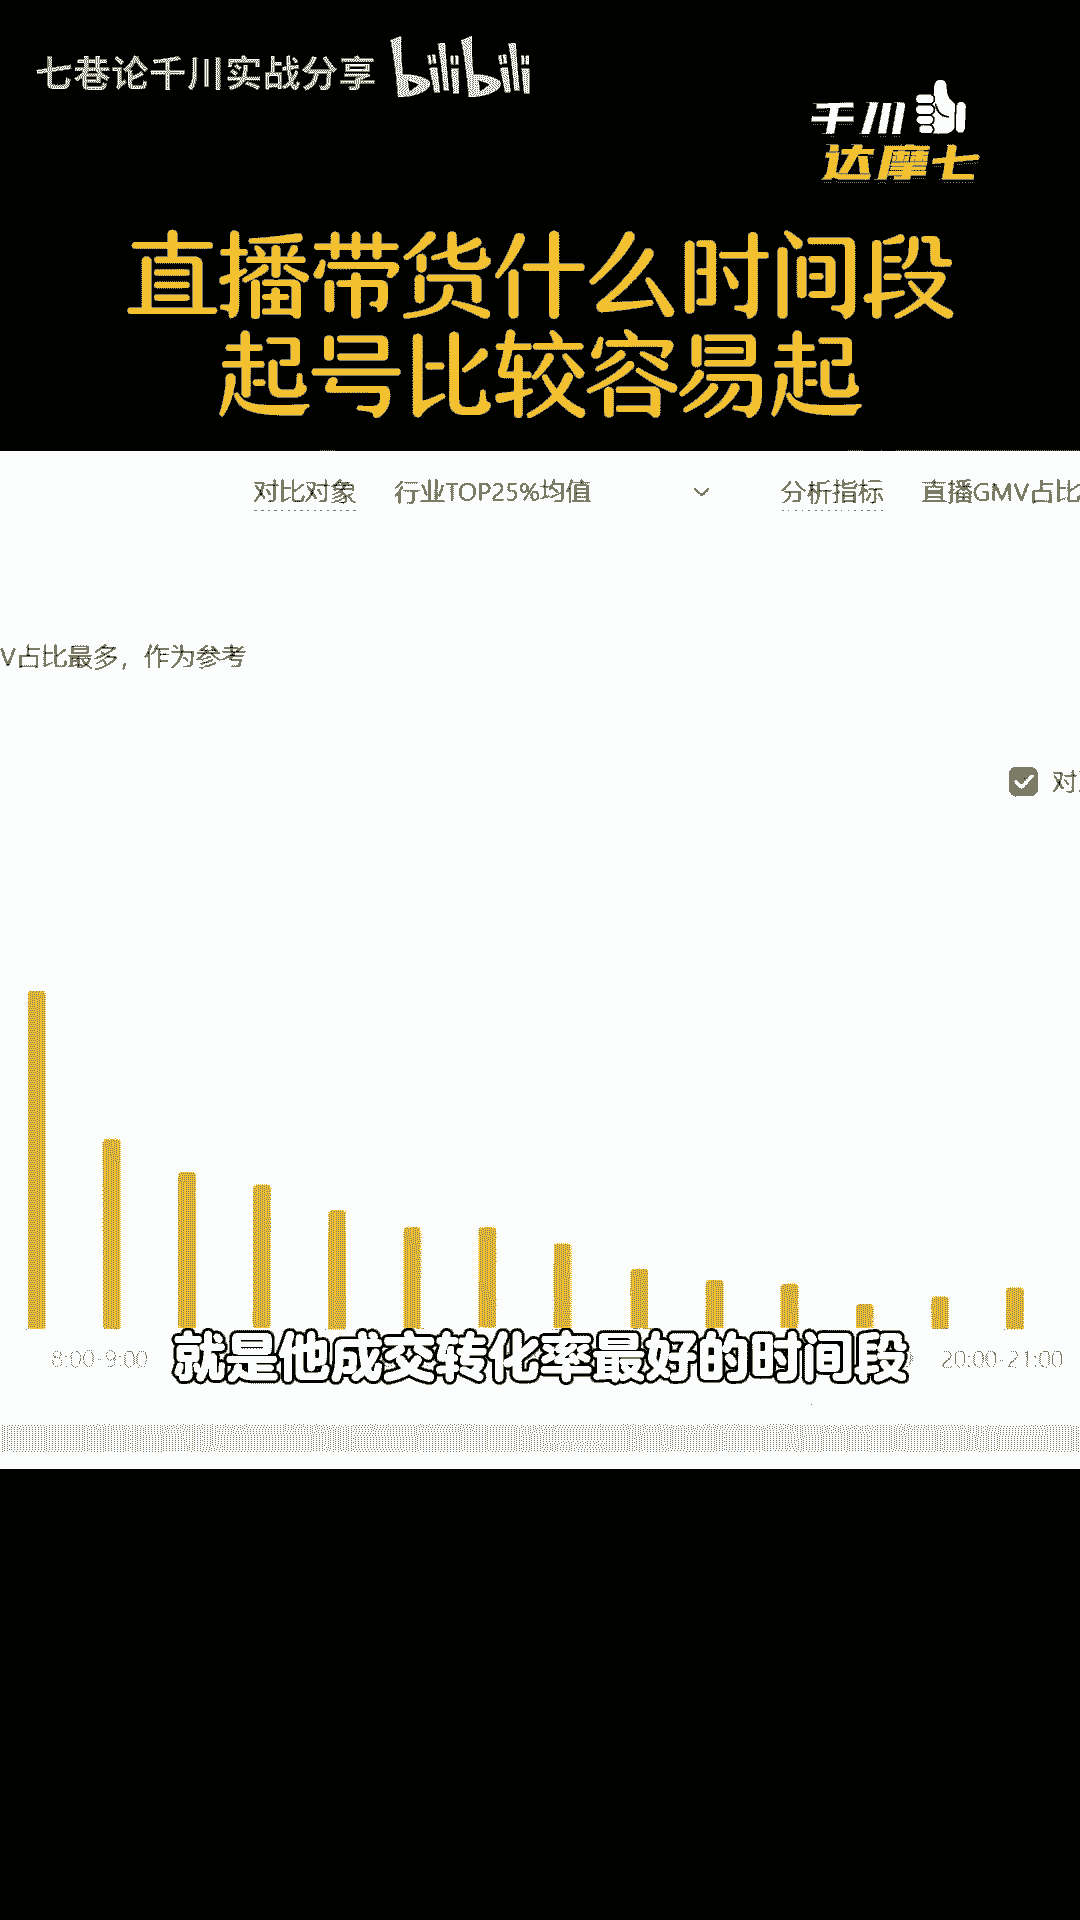 七巷论千川实战分享 bilibili
千川
达摩七
直播带货什么时间段
起号比较容易起
对比对象 行业TOP25%均值 分析指标 直播GMV占比
V占比最多，作为参考
对
8:00-9:00 20:00-21:00
就是他成交转化率最好的时间段